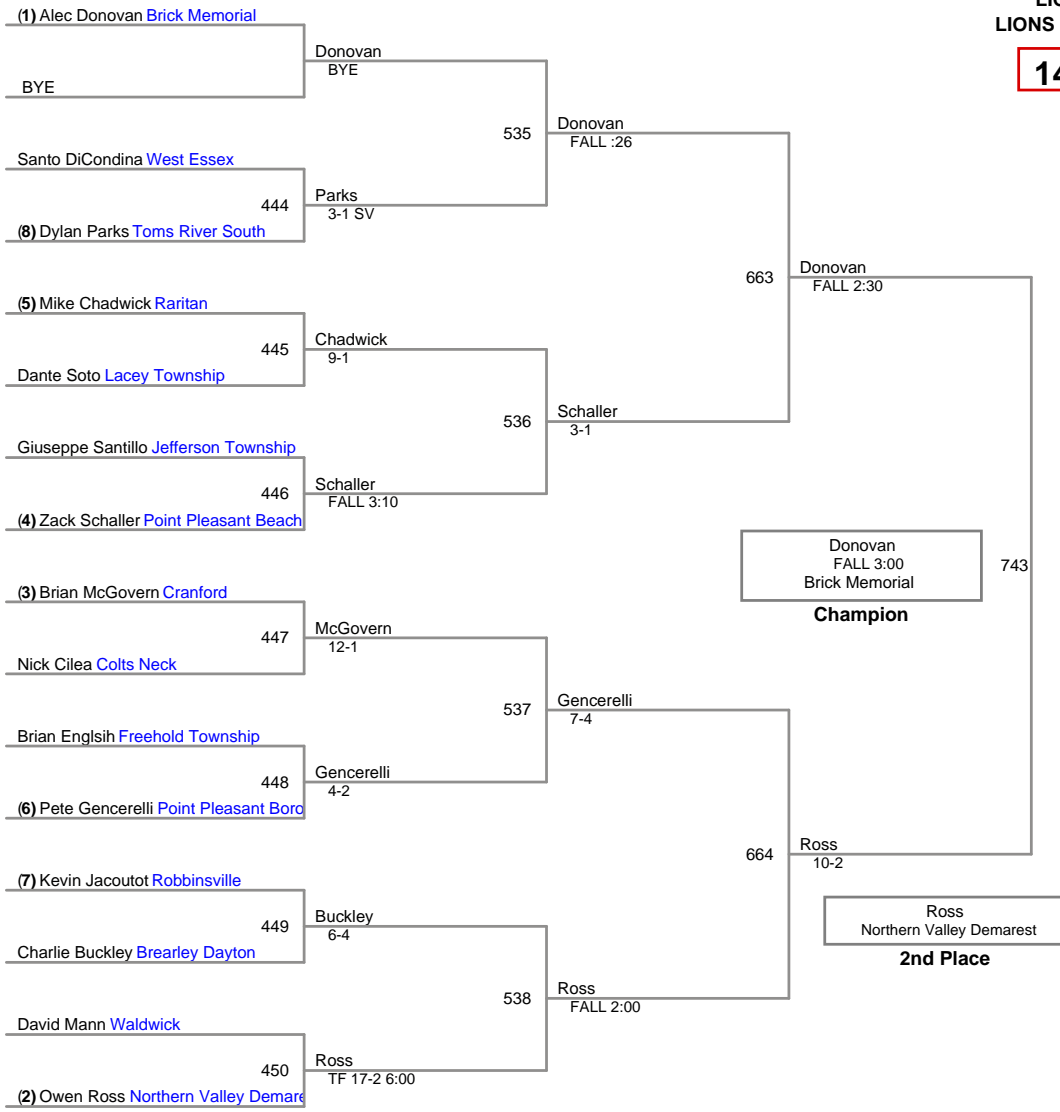 LIO
LIONS
14
(1) Alec Donovan Brick Memorial
Donovan
BYE
BYE
535
Donovan
FALL :26
Santo DiCondina West Essex
444
Parks
3-1 SV
(8) Dylan Parks Toms River South
663
Donovan
FALL 2:30
(5) Mike Chadwick Raritan
445
Chadwick
9-1
Dante Soto Lacey Township
536
Schaller
3-1
Giuseppe Santillo Jefferson Township
446
Schaller
FALL 3:10
(4) Zack Schaller Point Pleasant Beach
Donovan
FALL 3:00
Brick Memorial
743
Champion
(3) Brian McGovern Cranford
447
McGovern
12-1
Nick Cilea Colts Neck
537
Gencerelli
7-4
Brian Englsih Freehold Township
448
Gencerelli
4-2
(6) Pete Gencerelli Point Pleasant Boro
664
Ross
10-2
(7) Kevin Jacoutot Robbinsville
449
Buckley
6-4
Charlie Buckley Brearley Dayton
Ross
Northern Valley Demarest
2nd Place
538
Ross
FALL 2:00
David Mann Waldwick
450
Ross
TF 17-2 6:00
(2) Owen Ross Northern Valley Demare